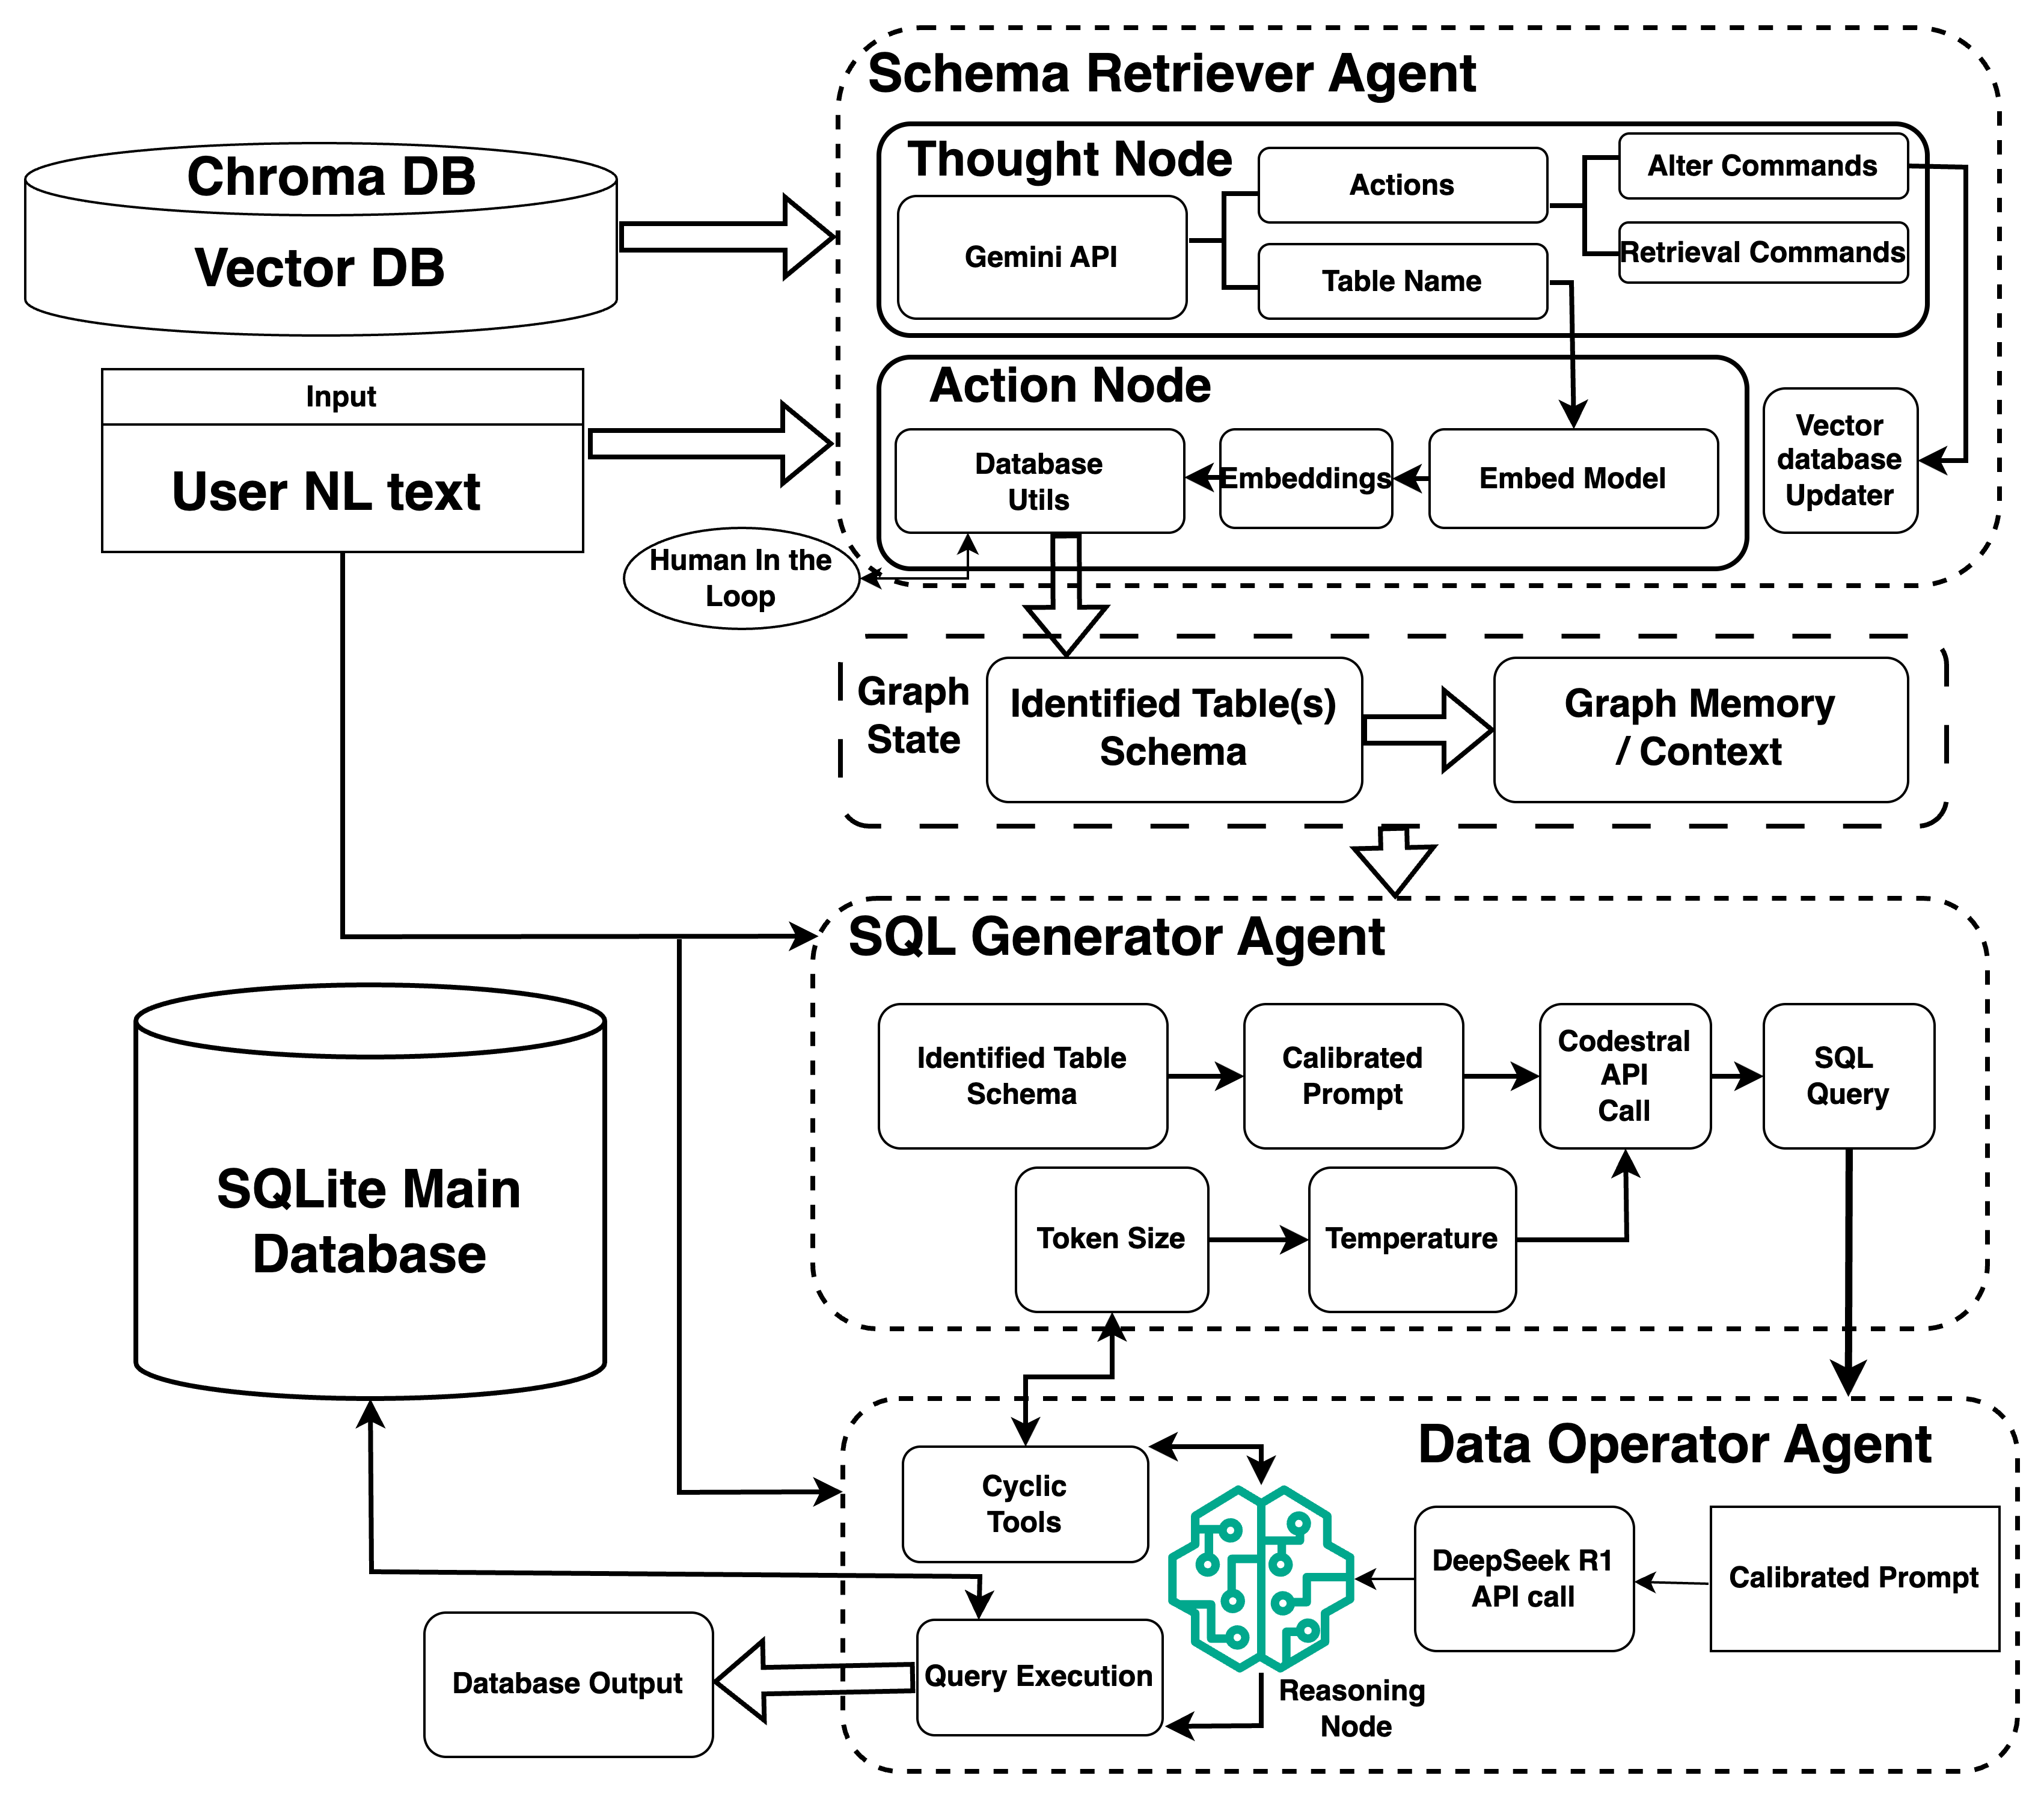 Schema Retriever Agent
Chroma DB
Vector DB
Thought Node
Gemini API
Actions
Table Name
Alter Commands
Retrieval Commands
Input
User NL text
Action Node
Database
Utils
Embeddings
Embed Model
Vector
database
Updater
Human In the
Loop
Graph
State
Identified Table(s)
Schema
Graph Memory
/ Context
SQL Generator Agent
Identified Table
Schema
Calibrated
Prompt
Codestral
API
Call
SQL
Query
Token Size
Temperature
SQLite Main
Database
Data Operator Agent
Cyclic
Tools
DeepSeek R1
API call
Calibrated Prompt
Query Execution
Reasoning
Node
Database Output